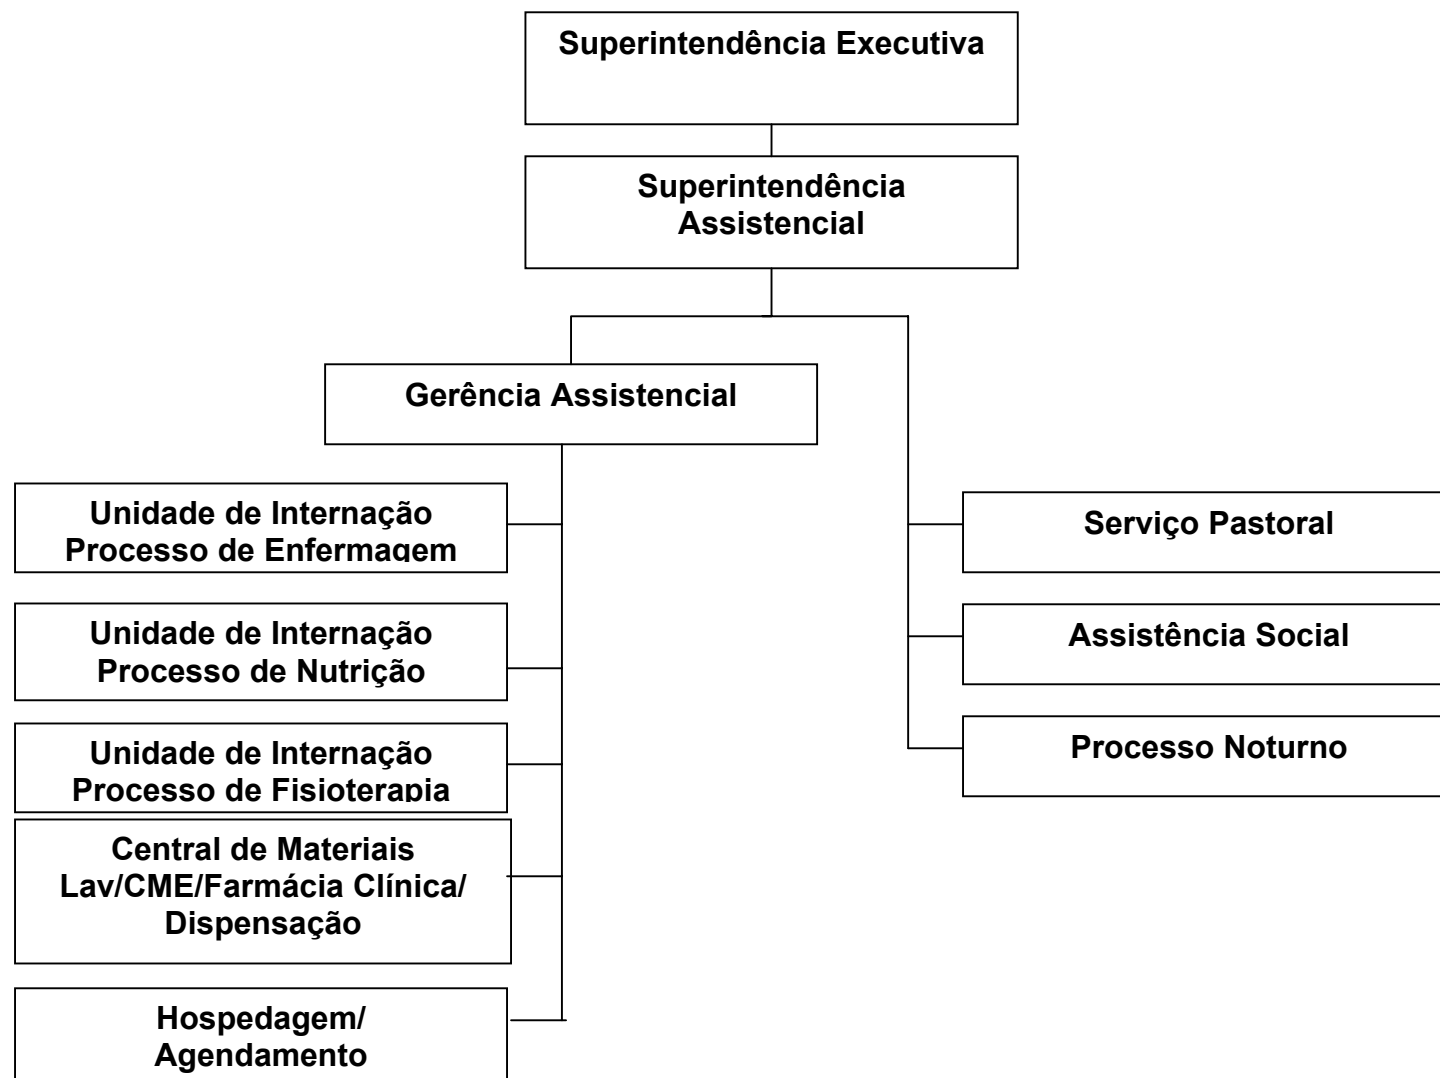 Superintendência Executiva
Superintendência
Assistencial
Gerência Assistencial
Unidade de Internação
Processo de Enfermagem
Unidade de Internação
Processo de Nutrição
Unidade de Internação
Processo de Fisioterapia
Central de Materiais
Lav/CME/Farmácia Clínica/
Dispensação
Hospedagem/
Agendamento
Serviço Pastoral
Assistência Social
Processo Noturno